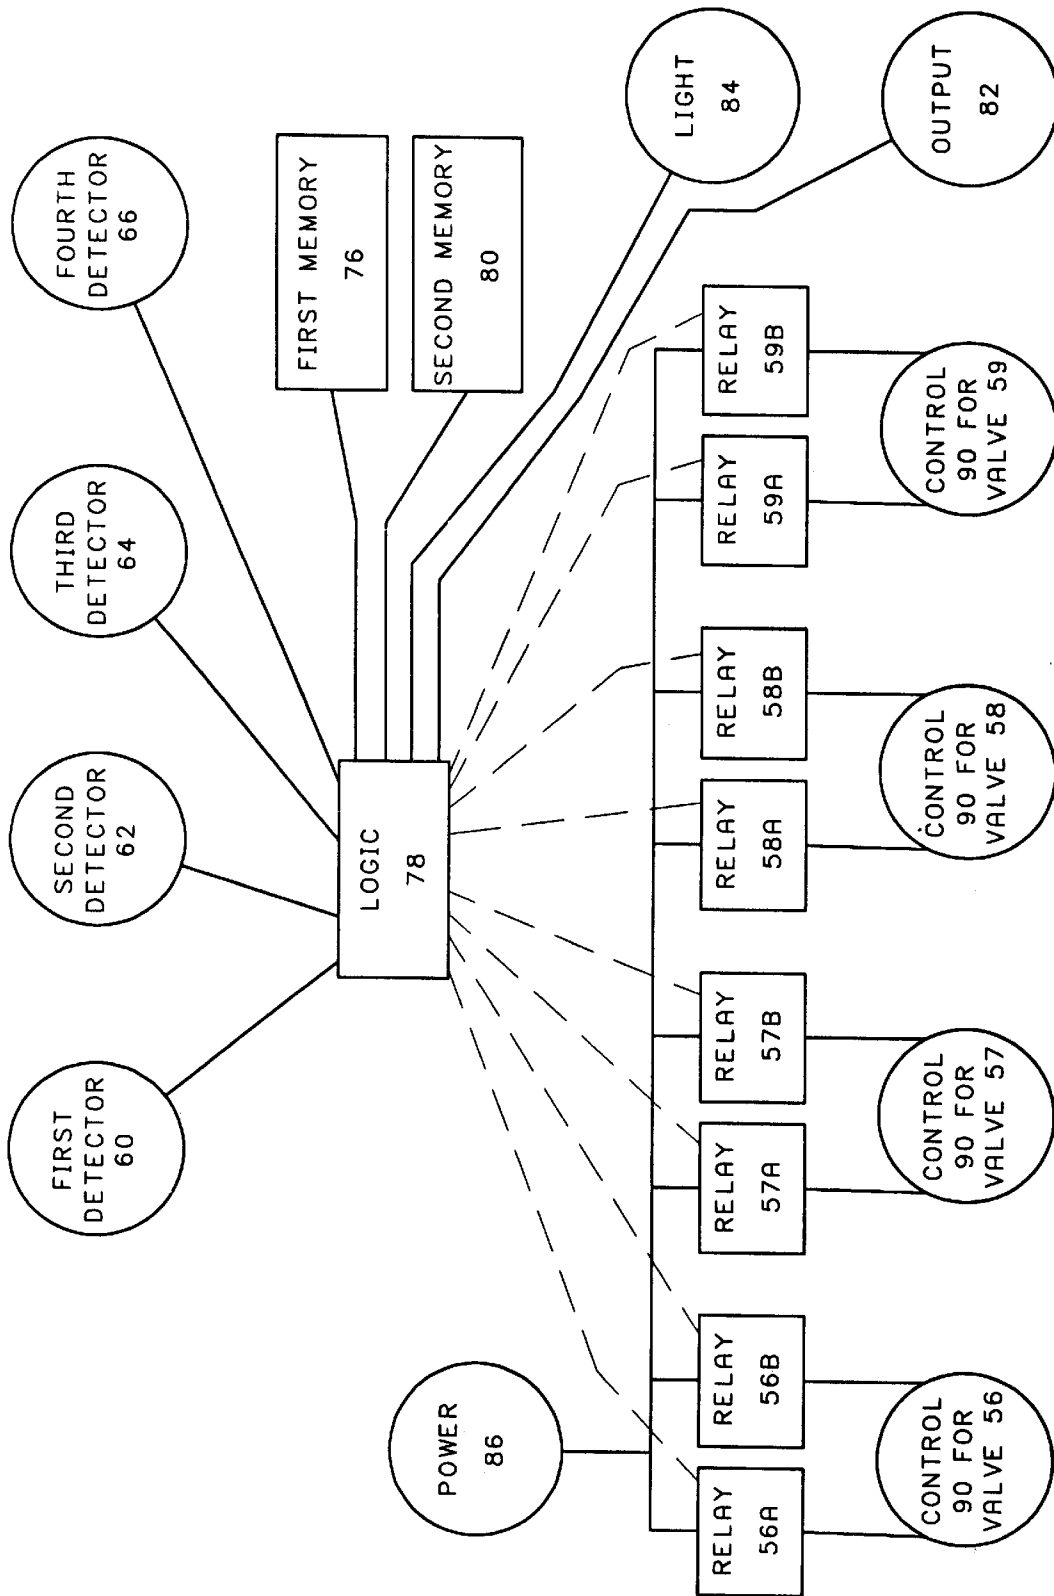 FIRST
DETECTOR
60
SECOND
DETECTOR
62
THIRD
DETECTOR
64
FOURTH
DETECTOR
66
LOGIC
78
FIRST MEMORY
76
SECOND MEMORY
80
POWER
86
LIGHT
84
OUTPUT
82
RELAY
56A
RELAY
56B
RELAY
57A
RELAY
57B
RELAY
58A
RELAY
58B
RELAY
59A
RELAY
59B
CONTROL
90 FOR
VALVE 56
CONTROL
90 FOR
VALVE 57
CONTROL
90 FOR
VALVE 58
CONTROL
90 FOR
VALVE 59